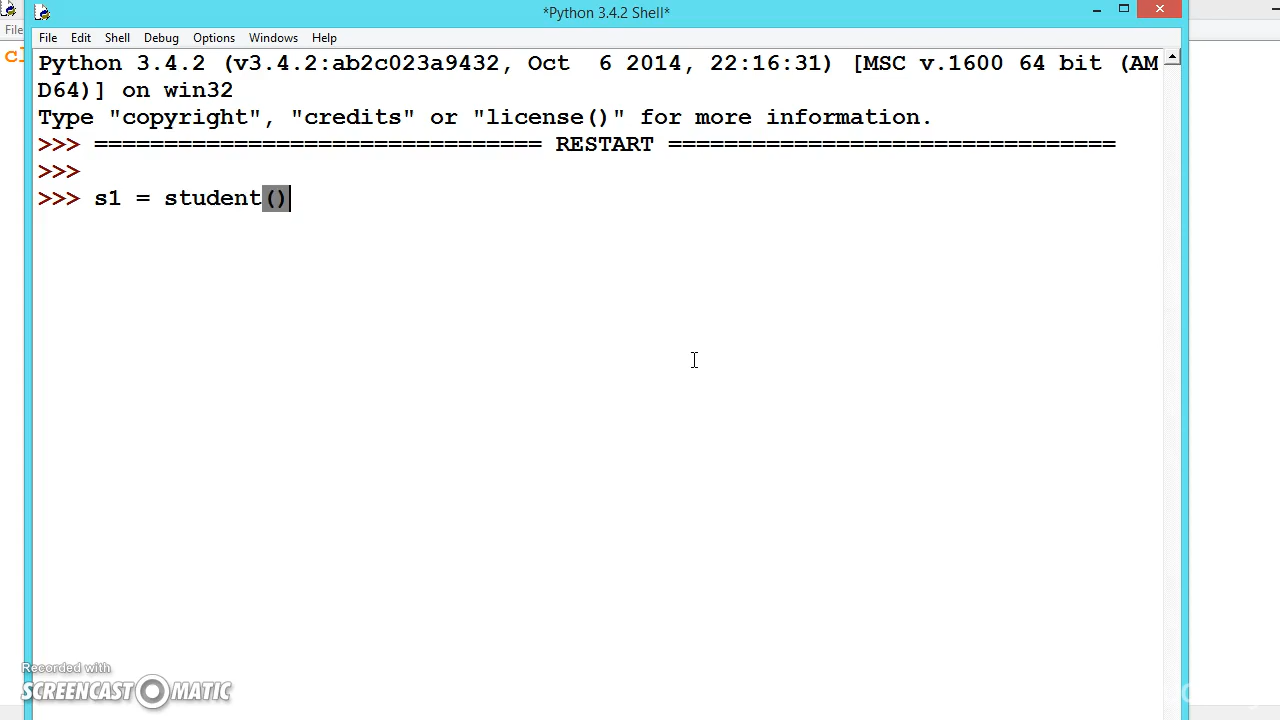 *Python 3.4.2 Shell*
File
File Edit Shell Debug Options Windows Help
Python 3.4.2 (v3.4.2:ab2c023a9432, Oct  6 2014, 22:16:31) [MSC v.1600 64 bit (AM
D64)] on win32
Type "copyright", "credits" or "license()" for more information.
>>> ================================ RESTART ================================
>>>
>>> s1 = student()
Recorded with
SCREENCAST MATIC